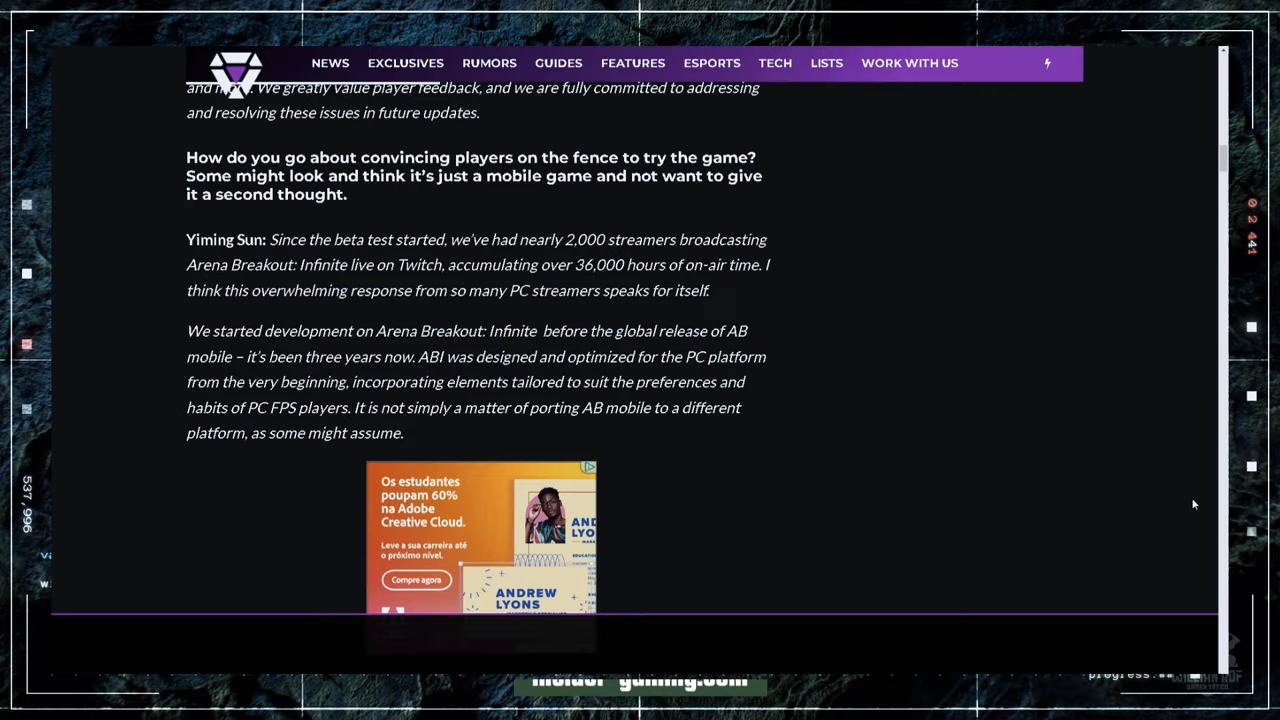 NEWS EXCLUSIVES RUMORS GUIDES FEATURES ESPORTS TECH LISTS WORK WITH US
and more. We greatly value player feedback, and we are fully committed to addressing
and resolving these issues in future updates.
How do you go about convincing players on the fence to try the game?
Some might look and think it's just a mobile game and not want to give
it a second thought.
Yiming Sun: Since the beta test started, we've had nearly 2,000 streamers broadcasting
Arena Breakout: Infinite live on Twitch, accumulating over 36,000 hours of on-air time. I
think this overwhelming response from so many PC streamers speaks for itself.
We started development on Arena Breakout: Infinite before the global release of AB
mobile – it's been three years now. ABI was designed and optimized for the PC platform
from the very beginning, incorporating elements tailored to suit the preferences and
habits of PC FPS players. It is not simply a matter of porting AB mobile to a different
platform, as some might assume.
Os estudantes
poupam 60%
na Adobe
Creative Cloud.
Leve a sua carreira até
o próximo nível.
Compre agora
AND
LYO
ANDREW
LYONS
537,996
insider-gaming.com
progress.